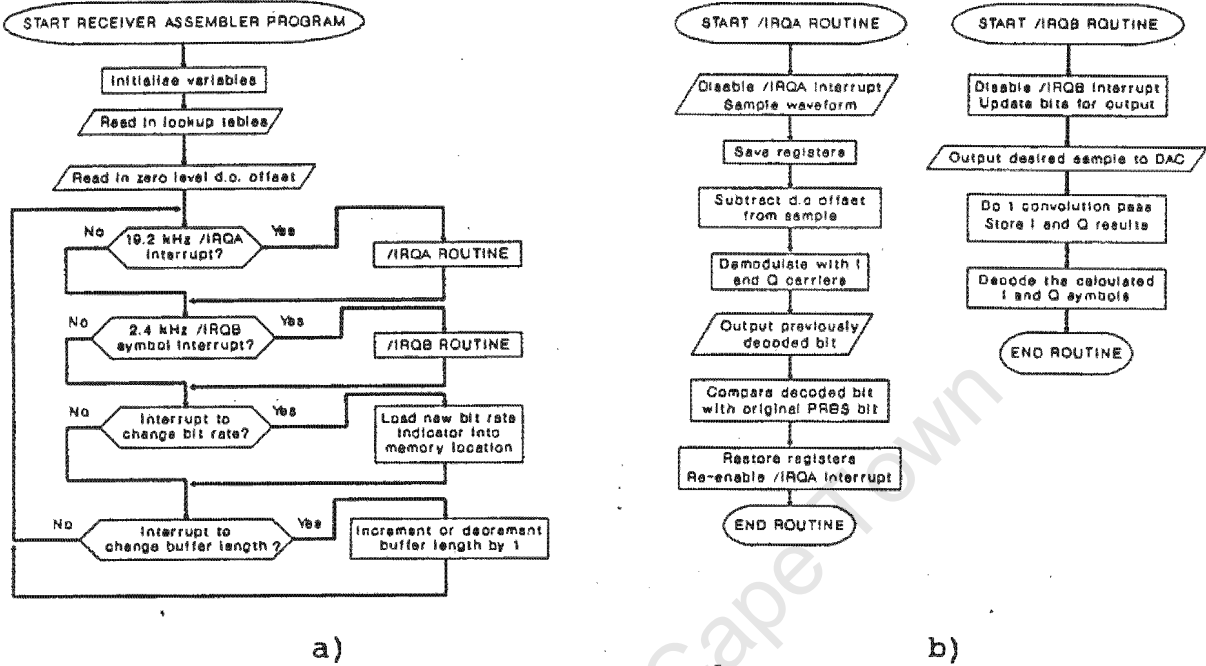 START RECEIVER ASSEMBLER PROGRAM
Initialise variables
Read in lookup tables
Read in zero level d.c. offset
No
19.2 kHz /IRQA
Interrupt?
Yes
/IRQA ROUTINE
No
2.4 kHz /IRQB
symbol interrupt?
Yes
/IRQB ROUTINE
No
Interrupt to
change bit rate?
Yes
Load new bit rate
indicator into
memory location
No
Interrupt to
change buffer length?
Yes
Increment or decrement
buffer length by 1
a)
START /IRQA ROUTINE
Disable /IRQA Interrupt
Sample waveform
Save registers
Subtract d.c offset
from sample
Demodulate with I
and Q carriers
Output previously
decoded bit
Compare decoded bit
with original PRBS bit
Restore registers
Re-enable /IRQA Interrupt
END ROUTINE
START /IRQB ROUTINE
Disable /IRQB Interrupt
Update bits for output
Output desired sample to DAC
Do 1 convolution pass
Store I and Q results
Decode the calculated
I and Q symbols
END ROUTINE
b)
Cape Town